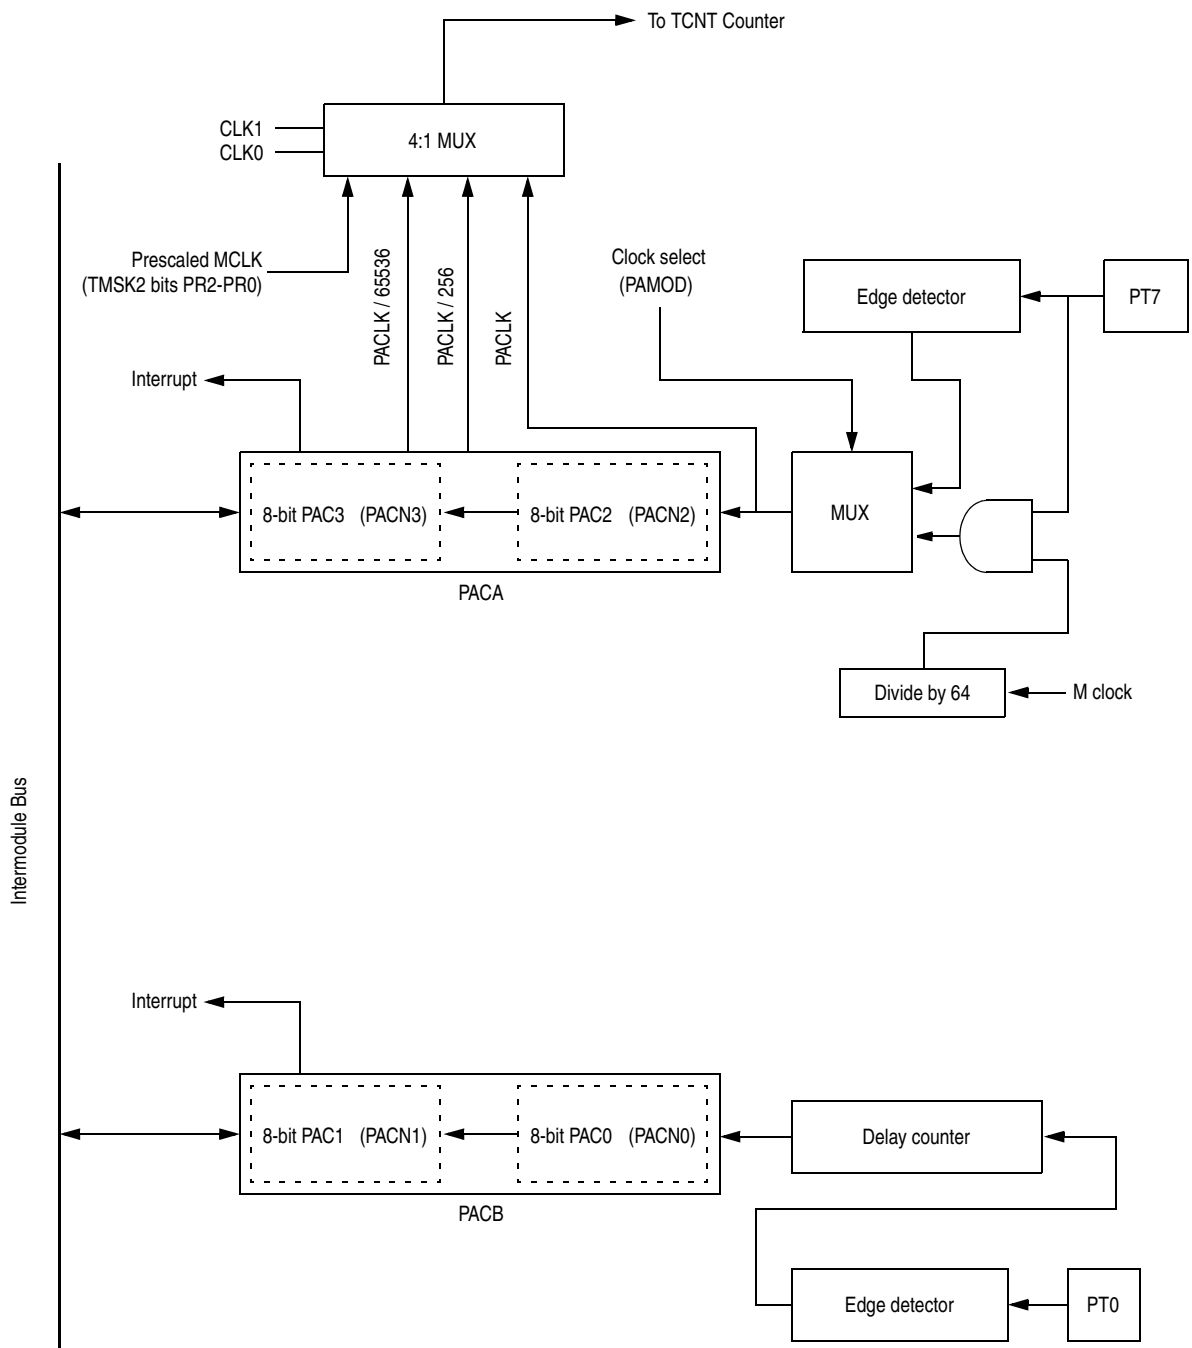 To TCNT Counter
CLK1
CLK0
4:1 MUX
Prescaled MCLK
(TMSK2 bits PR2-PR0)
PACLK / 65536
PACLK / 256
PACLK
Clock select
(PAMOD)
Edge detector
PT7
Interrupt
8-bit PAC3 (PACN3)
8-bit PAC2 (PACN2)
MUX
PACA
Divide by 64
M clock
Intermodule Bus
Interrupt
8-bit PAC1 (PACN1)
8-bit PAC0 (PACN0)
Delay counter
PACB
Edge detector
PT0